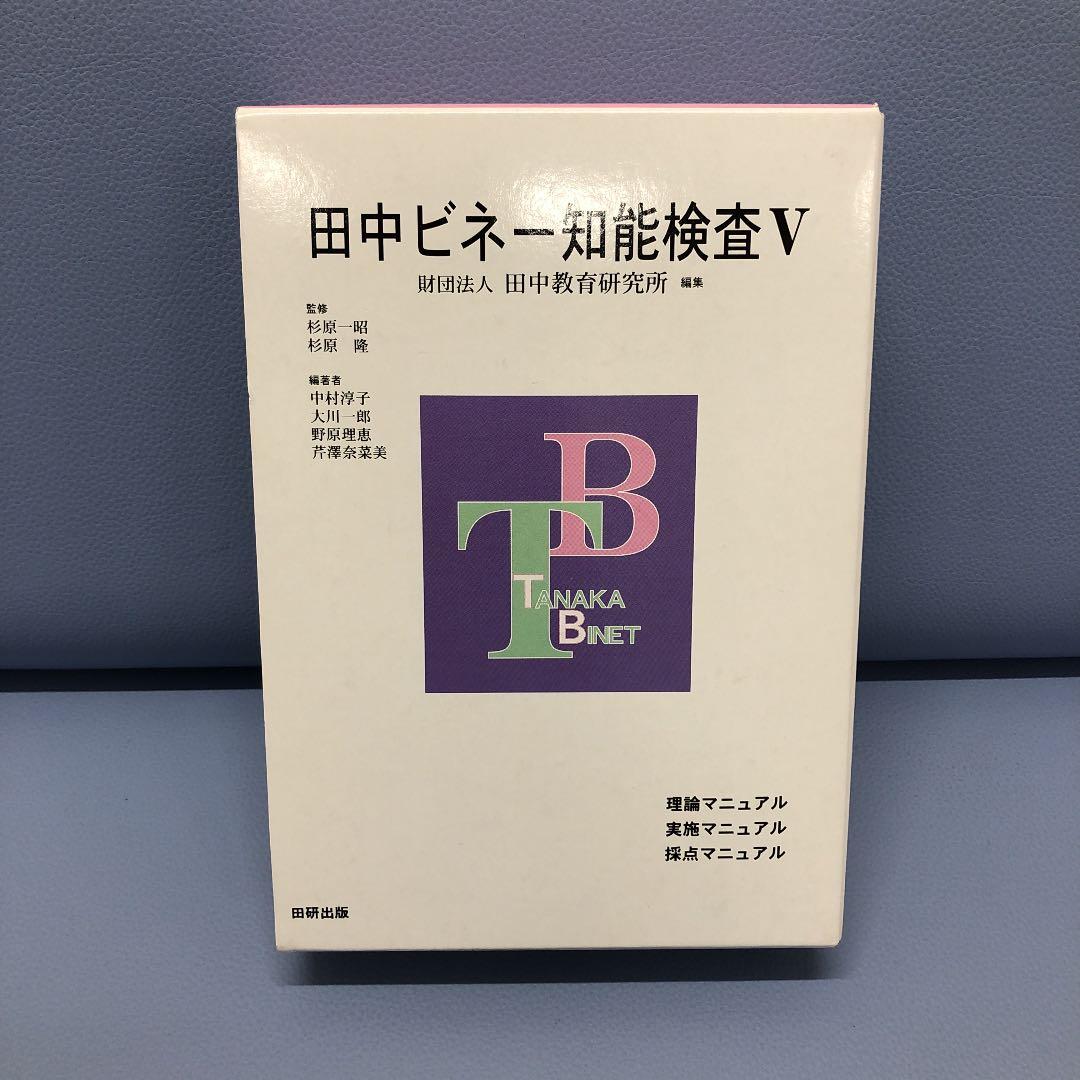 田中ビネー知能検査V
財団法人 田中教育研究所 編集
監修
杉原一昭
杉原 隆
編著者
中村淳子
大川一郎
野原理恵
芹澤奈菜美
TB
TANAKA
BINET
理論マニュアル
実施マニュアル
採点マニュアル
田研出版